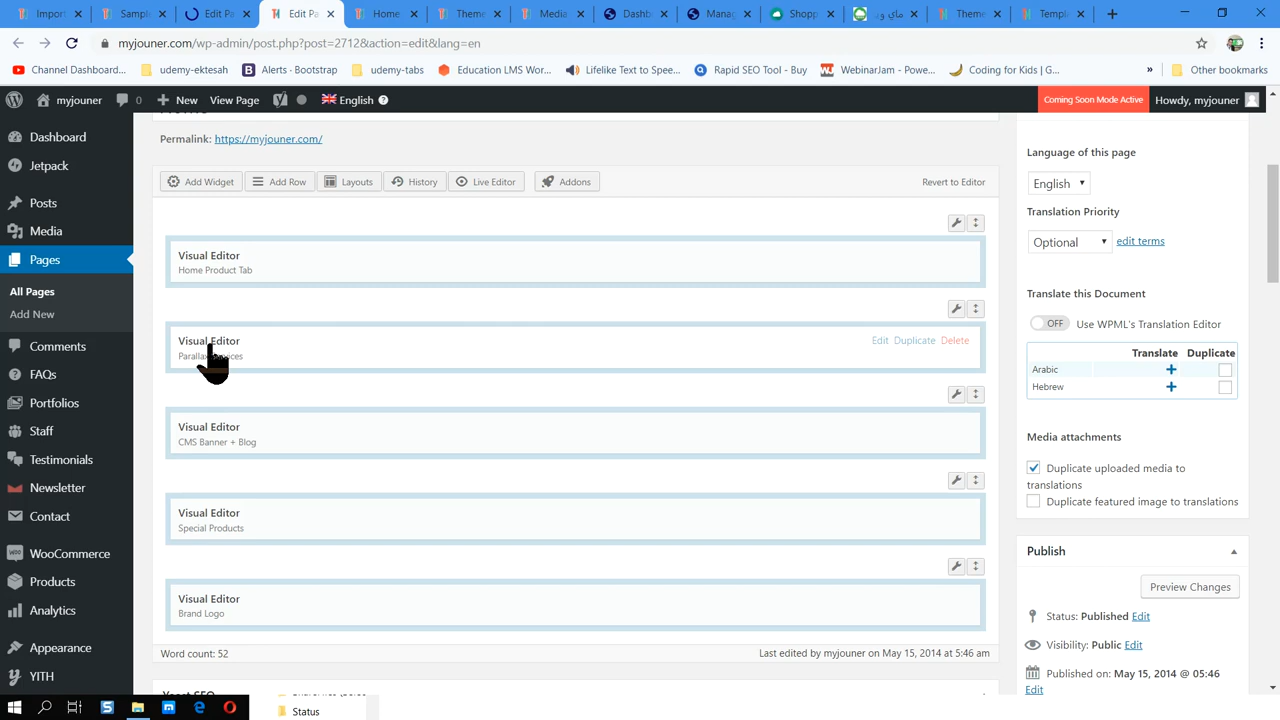 Import
Sample
Edit Pa
Edit Pa
Home
Theme
Media
Dashb
Manag
Shopp
ماي ود
Theme
Templ
myjouner.com/wp-admin/post.php?post=2712&action=edit&lang=en
Channel Dashboard...
udemy-ektesah
Alerts · Bootstrap
udemy-tabs
Education LMS Wor...
Lifelike Text to Spee...
Rapid SEO Tool - Buy
WebinarJam - Powe...
Coding for Kids | G...
»
Other bookmarks
myjouner
0
New
View Page
English
Coming Soon Mode Active
Howdy, myjouner
Dashboard
Jetpack
Posts
Media
Pages
All Pages
Add New
Comments
FAQs
Portfolios
Staff
Testimonials
Newsletter
Contact
WooCommerce
Products
Analytics
Appearance
YITH
Permalink: https://myjouner.com/
Add Widget
Add Row
Layouts
History
Live Editor
Addons
Revert to Editor
Visual Editor
Home Product Tab
Visual Editor
Edit Duplicate Delete
Visual Editor
CMS Banner + Blog
Visual Editor
Special Products
Visual Editor
Brand Logo
Word count: 52
Last edited by myjouner on May 15, 2014 at 5:46 am
Yoast SEO
Language of this page
English
Translation Priority
Optional
edit terms
Translate this Document
OFF
Use WPML's Translation Editor
Translate Duplicate
Arabic
Hebrew
Media attachments
Duplicate uploaded media to
translations
Duplicate featured image to translations
Publish
Preview Changes
Status: Published Edit
Visibility: Public Edit
Published on: May 15, 2014 @ 05:46
Edit
Status